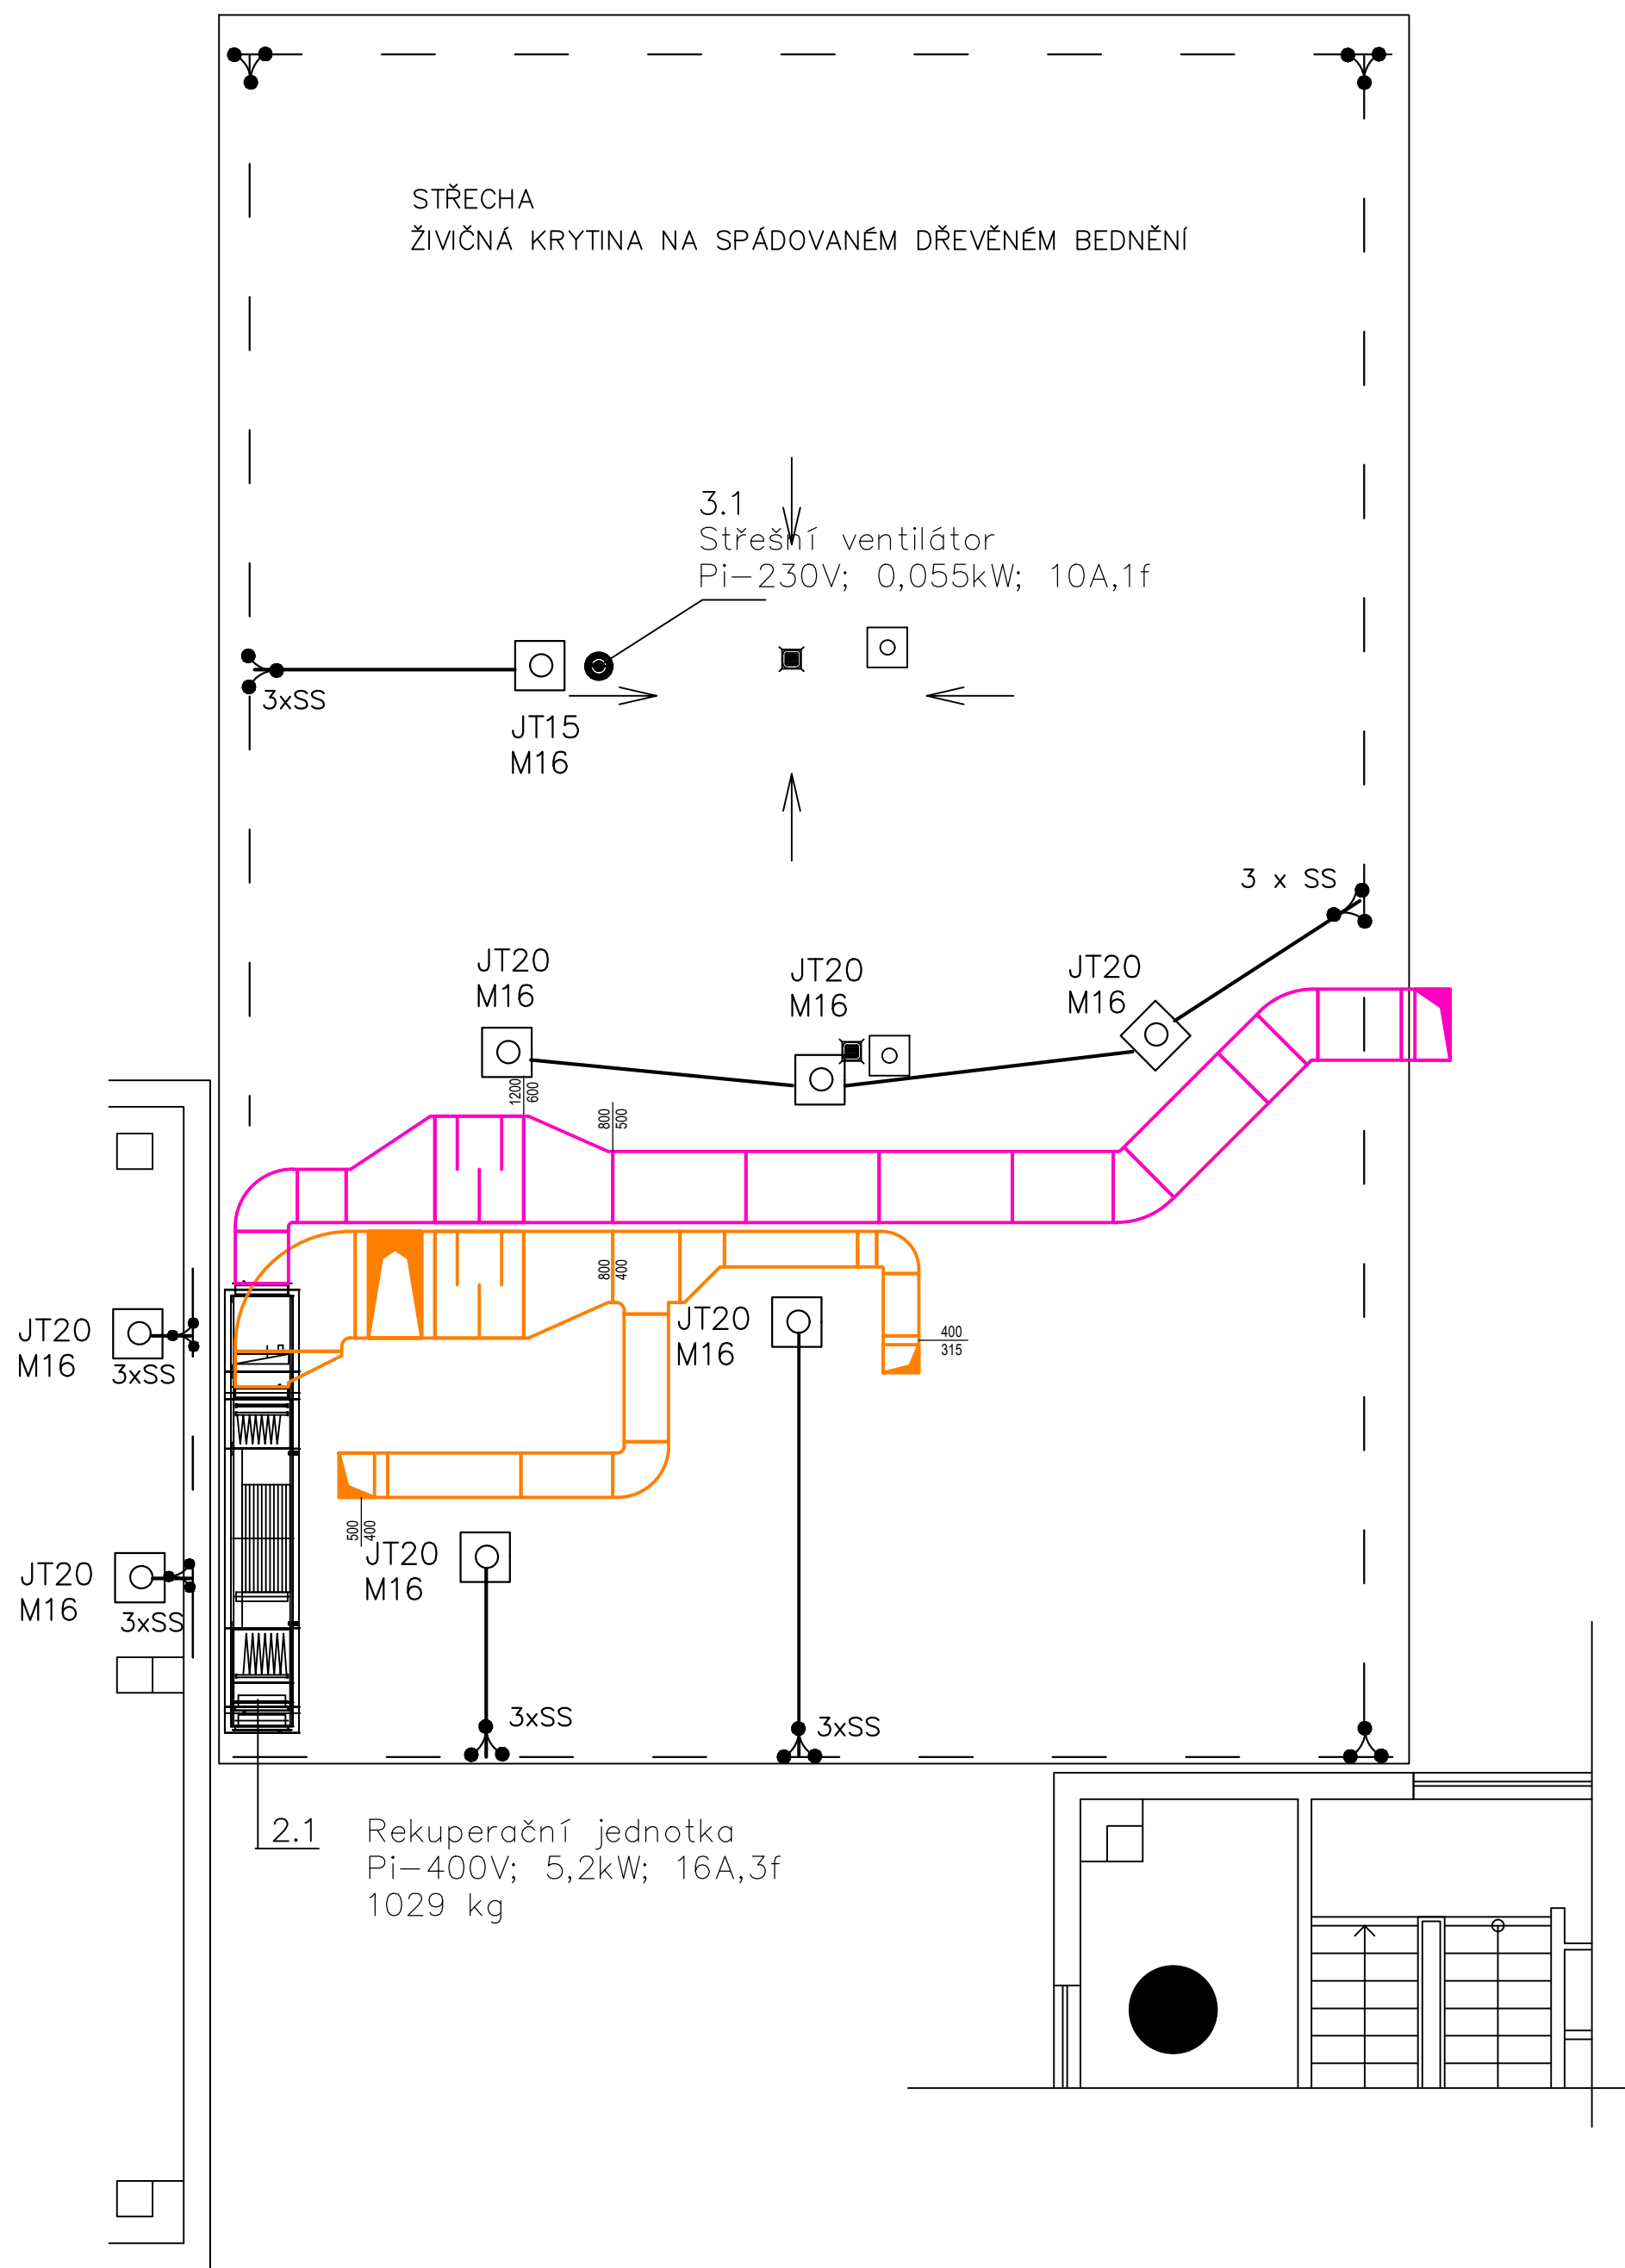 STŘECHA
ŽIVIČNÁ KRYTINA NA SPÁDOVANÉM DŘEVĚNÉM BEDNĚNÍ
3.1
Střešní ventilátor
Pi-230V; 0,055kW; 10A,1f
3xSS
JT15
M16
3 x SS
JT20
M16
JT20
M16
JT20
M16
1200
600
800
500
800
400
JT20
M16
3xSS
JT20
M16
400
315
500
400
JT20
M16
JT20
M16
3xSS
3xSS
3xSS
2.1
Rekuperační jednotka
Pi-400V; 5,2kW; 16A,3f
1029 kg